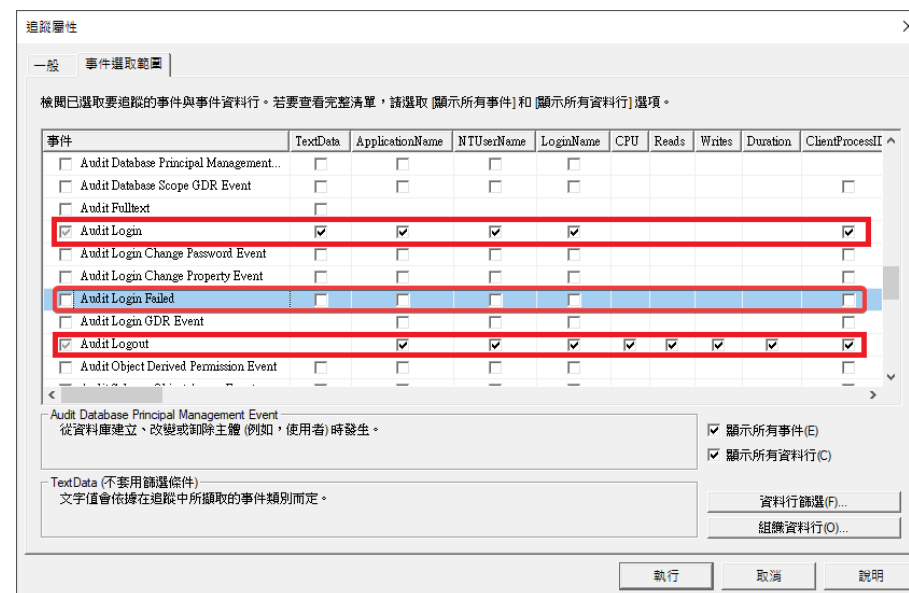 追蹤屬性
一般 事件選取範圍
檢閱已選取要追蹤的事件與事件資料行。若要查看完整清單，請選取 [顯示所有事件] 和 [顯示所有資料行] 選項。
事件 TextData ApplicationName NTUserName LoginName CPU Reads Writes Duration ClientProcessID
Audit Database Principal Management...
Audit Database Scope GDR Event
Audit Fulltext
Audit Login
Audit Login Change Password Event
Audit Login Change Property Event
Audit Login Failed
Audit Login GDR Event
Audit Logout
Audit Object Derived Permission Event
Audit Database Principal Management Event
從資料庫建立、改變或卸除主體 (例如，使用者) 時發生。
顯示所有事件(E)
顯示所有資料行(C)
TextData (不套用篩選條件)
文字值會依據在追蹤中所擷取的事件類別而定。
資料行篩選(F)...
組織資料行(O)...
執行 取消 說明